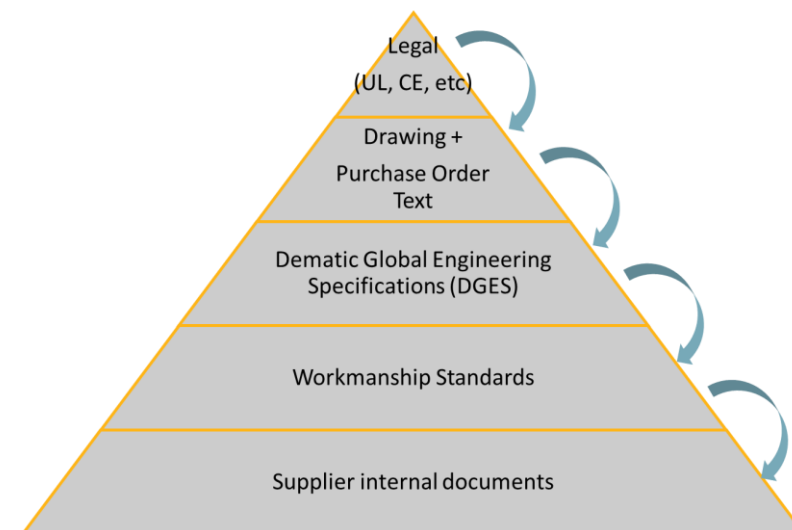 Legal
(UL, CE, etc)
Drawing +
Purchase Order
Text
Dematic Global Engineering
Specifications (DGES)
Workmanship Standards
Supplier internal documents